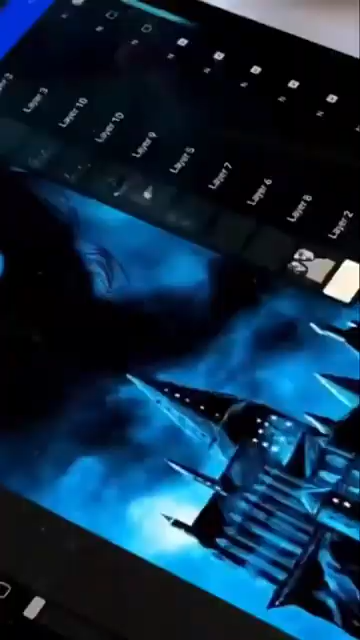 Layer 3
Layer 10
Layer 10
Layer 9
Layer 5
Layer 7
Layer 6
Layer 8
Layer 2
N
N
N
N
N
N
N